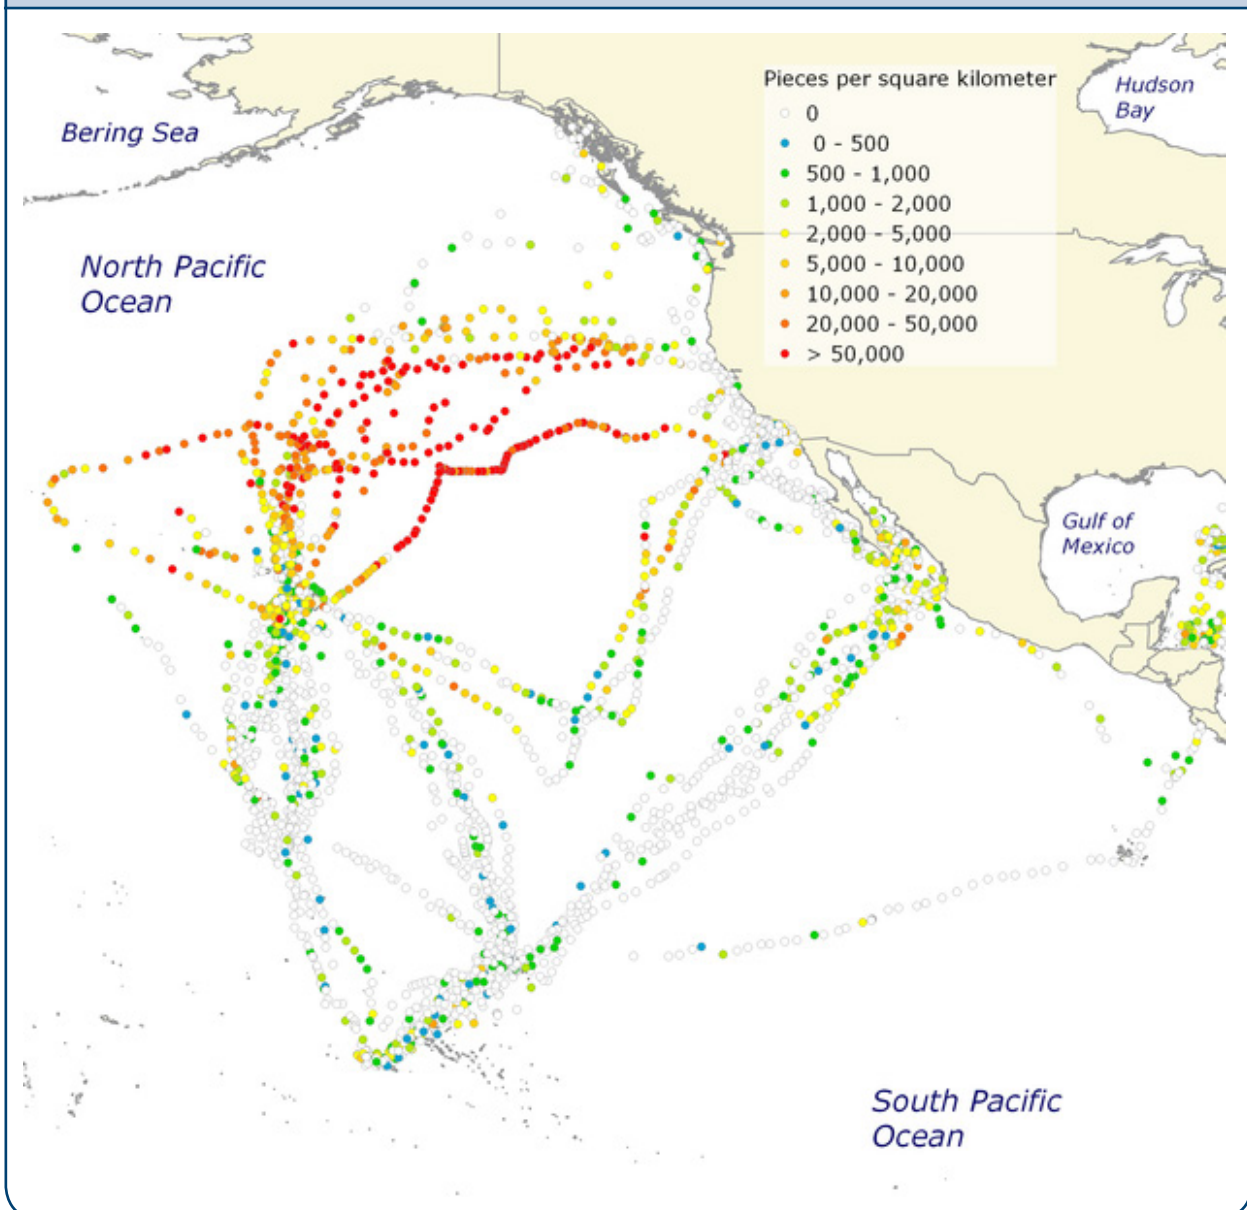 Pieces per square kilometer
0
0 - 500
500 - 1,000
1,000 - 2,000
2,000 - 5,000
5,000 - 10,000
10,000 - 20,000
20,000 - 50,000
> 50,000
Hudson
Bay
Bering Sea
North Pacific
Ocean
Gulf of
Mexico
South Pacific
Ocean